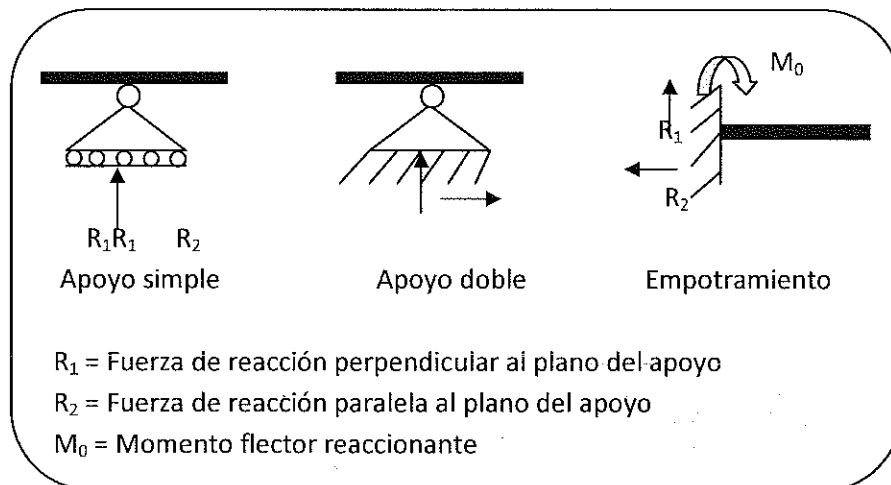 M₀
R₁
R₂
R₁R₁ R₂
Apoyo simple Apoyo doble Empotramiento
R₁ = Fuerza de reacción perpendicular al plano del apoyo
R₂ = Fuerza de reacción paralela al plano del apoyo
M₀ = Momento flector reaccionante